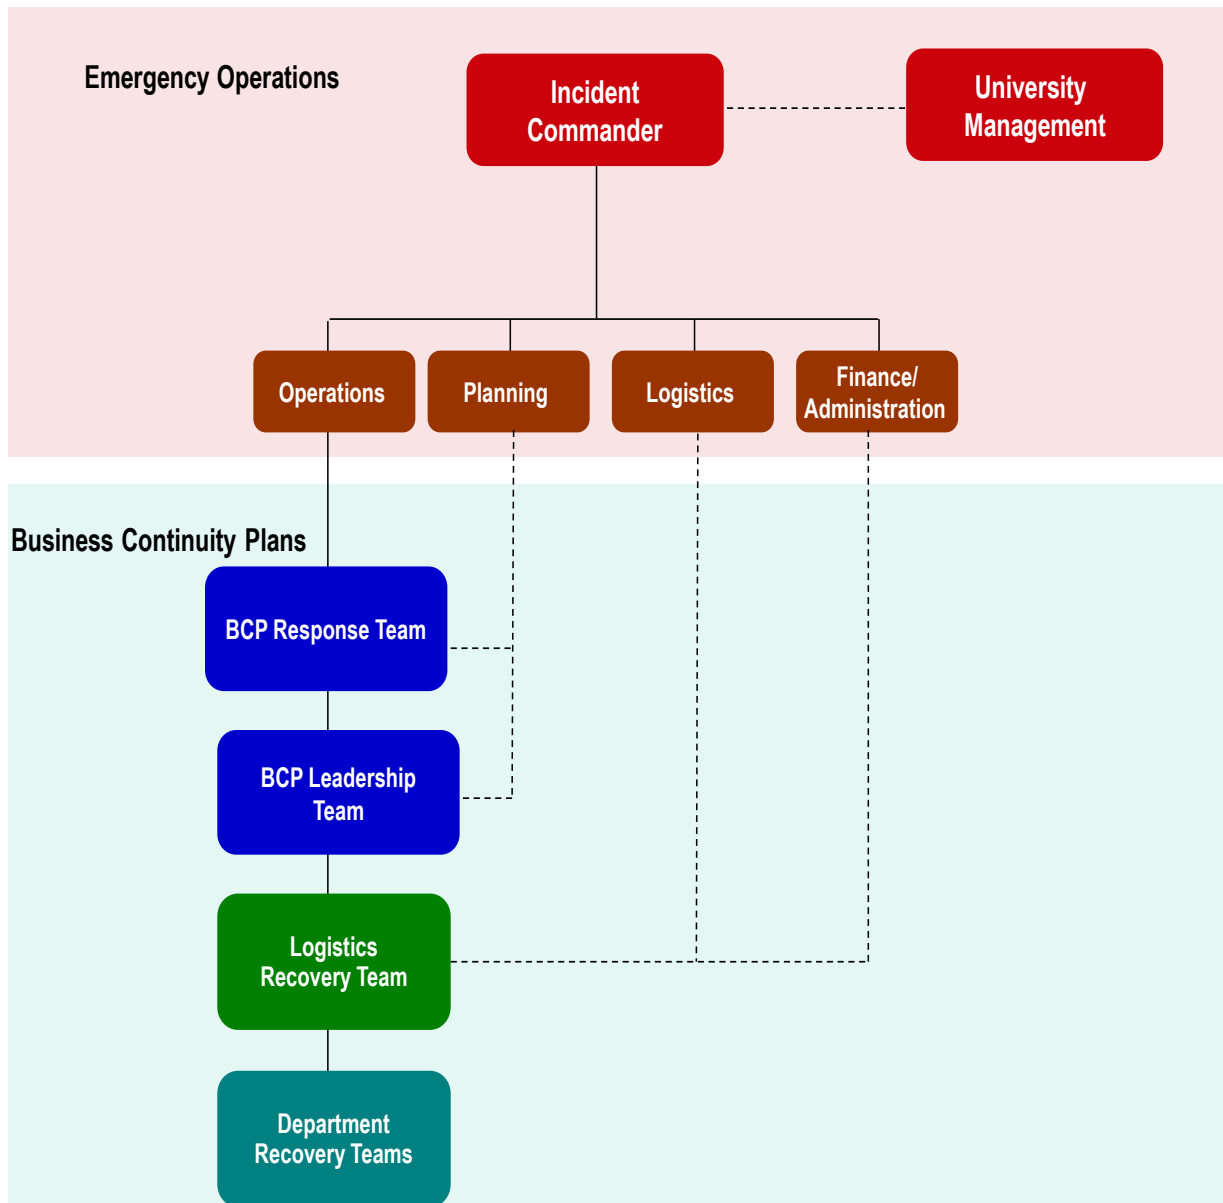 Emergency Operations
Incident
Commander
University
Management
Operations
Planning
Logistics
Finance/
Administration
Business Continuity Plans
BCP Response Team
BCP Leadership
Team
Logistics
Recovery Team
Department
Recovery Teams